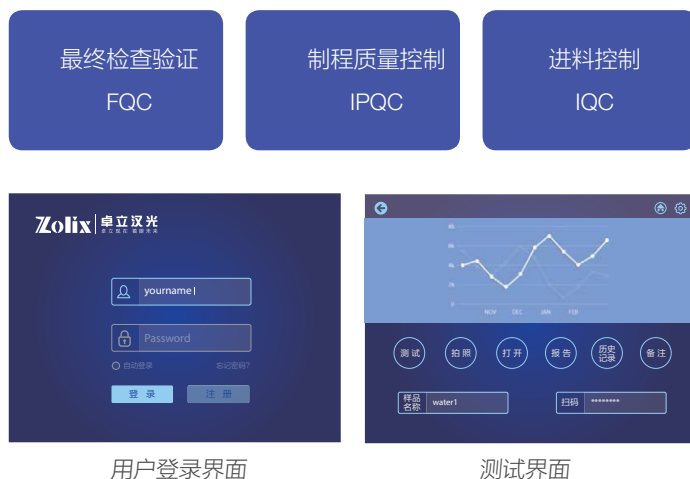 最终检查验证
FQC
制程质量控制
IPQC
进料控制
IQC
Zolix 卓立汉光
yourname
Password
自动登录 忘记密码?
登 录 注 册
用户登录界面
NOV DEC JAN FEB
测 试 拍 照 打 开 报 告 历史 记录 备 注
样品 名称 water1 扫码 ********
测试界面